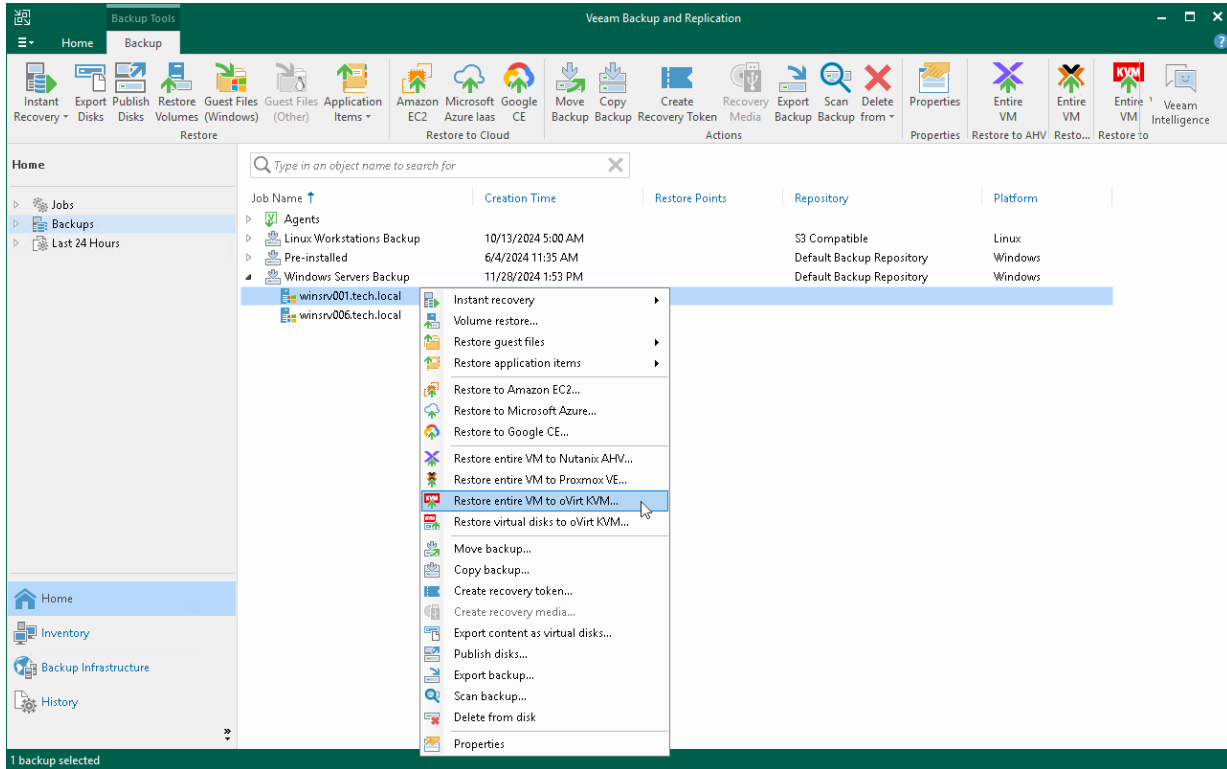 Backup Tools
Veeam Backup and Replication
Home Backup
Instant Recovery
Export Disks
Publish Disks
Restore Volumes
Guest Files (Windows)
Guest Files (Other)
Application Items
Restore
Amazon EC2
Microsoft Azure Iaas
Google CE
Restore to Cloud
Move Backup
Copy Backup
Create Recovery Token
Recovery Media
Export Backup
Scan Backup
Delete from
Actions
Properties
Properties
Entire VM
Restore to AHV
Entire VM
Resto...
Entire VM
Restore to
Veeam Intelligence
Home
Jobs
Backups
Last 24 Hours
Type in an object name to search for
Job Name Creation Time Restore Points Repository Platform
Agents
Linux Workstations Backup 10/13/2024 5:00 AM S3 Compatible Linux
Pre-installed 6/4/2024 11:35 AM Default Backup Repository Windows
Windows Servers Backup 11/28/2024 1:53 PM Default Backup Repository Windows
winsrv001.tech.local
winsrv006.tech.local
Instant recovery
Volume restore...
Restore guest files
Restore application items
Restore to Amazon EC2...
Restore to Microsoft Azure...
Restore to Google CE...
Restore entire VM to Nutanix AHV...
Restore entire VM to Proxmox VE...
Restore entire VM to oVirt KVM...
Restore virtual disks to oVirt KVM...
Move backup...
Copy backup...
Create recovery token...
Create recovery media...
Export content as virtual disks...
Publish disks...
Export backup...
Scan backup...
Delete from disk
Properties
Home
Inventory
Backup Infrastructure
History
1 backup selected